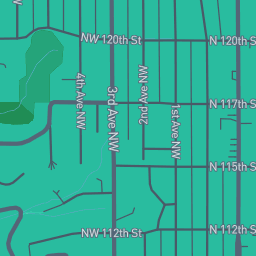 NW 120th St
N 120th St
4th Ave NW
3rd Ave NW
2nd Ave NW
1st Ave NW
N 117th St
N 115th St
NW 112th St
N 112th St